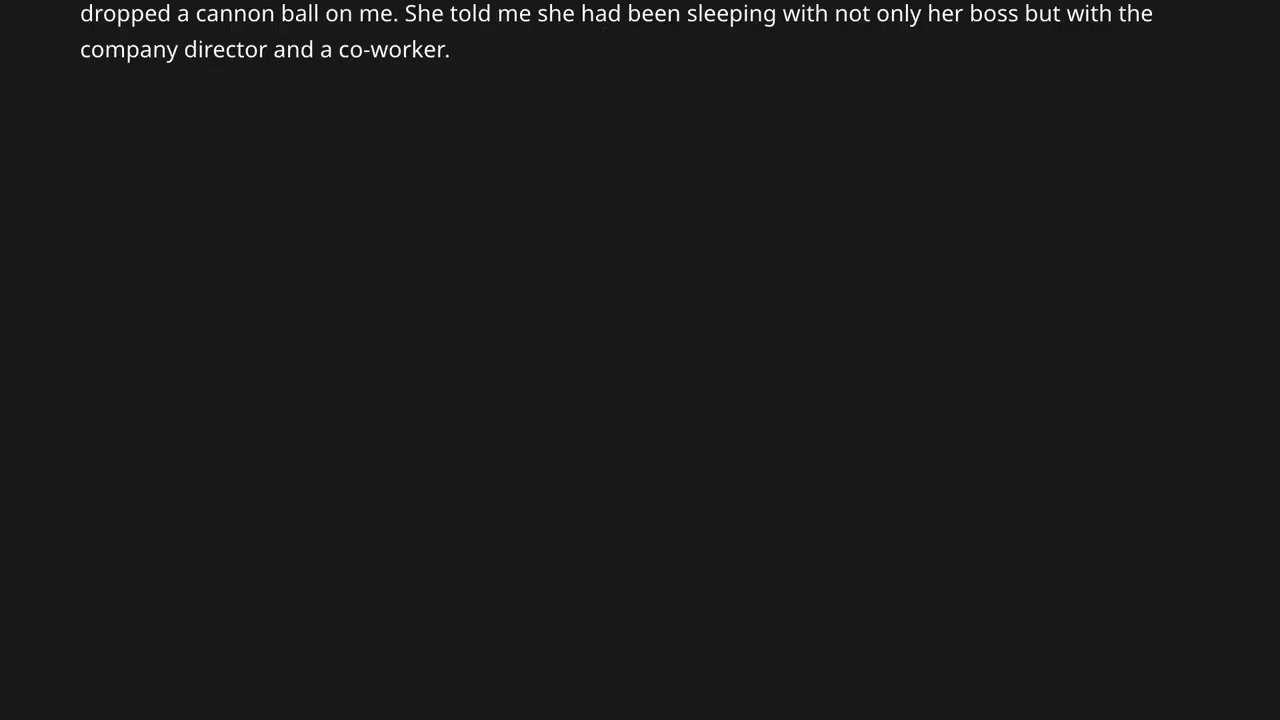 dropped a cannon ball on me. She told me she had been sleeping with not only her boss but with the
company director and a co-worker.